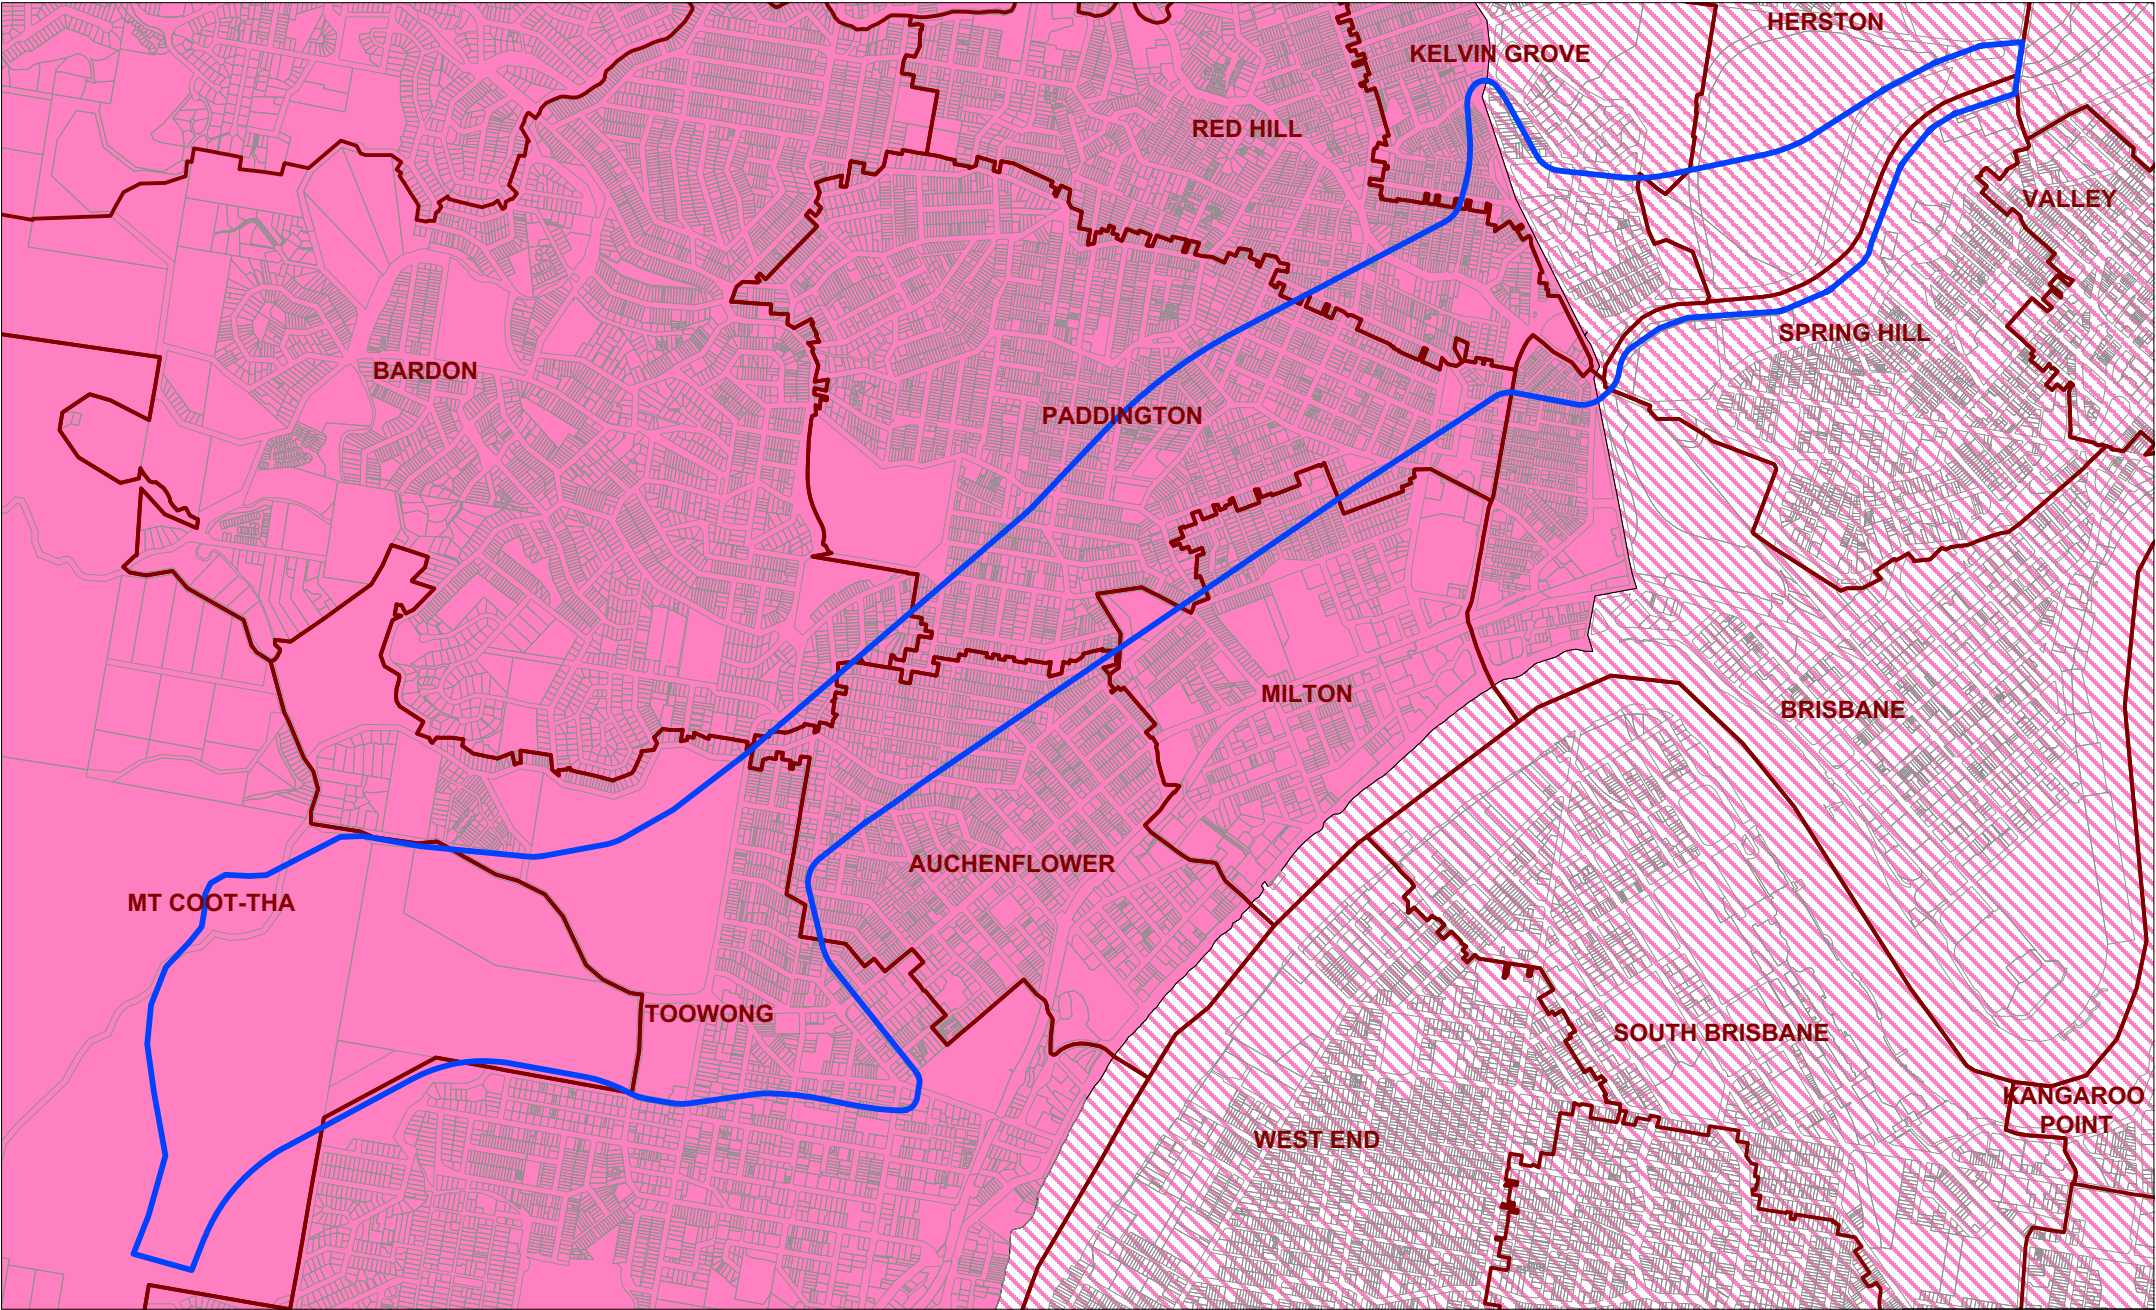 HERSTON
KELVIN GROVE
RED HILL
VALLEY
SPRING HILL
BARDON
PADDINGTON
MILTON
BRISBANE
AUCHENFLOWER
MT COOT-THA
TOOWONG
SOUTH BRISBANE
KANGAROO
POINT
WEST END